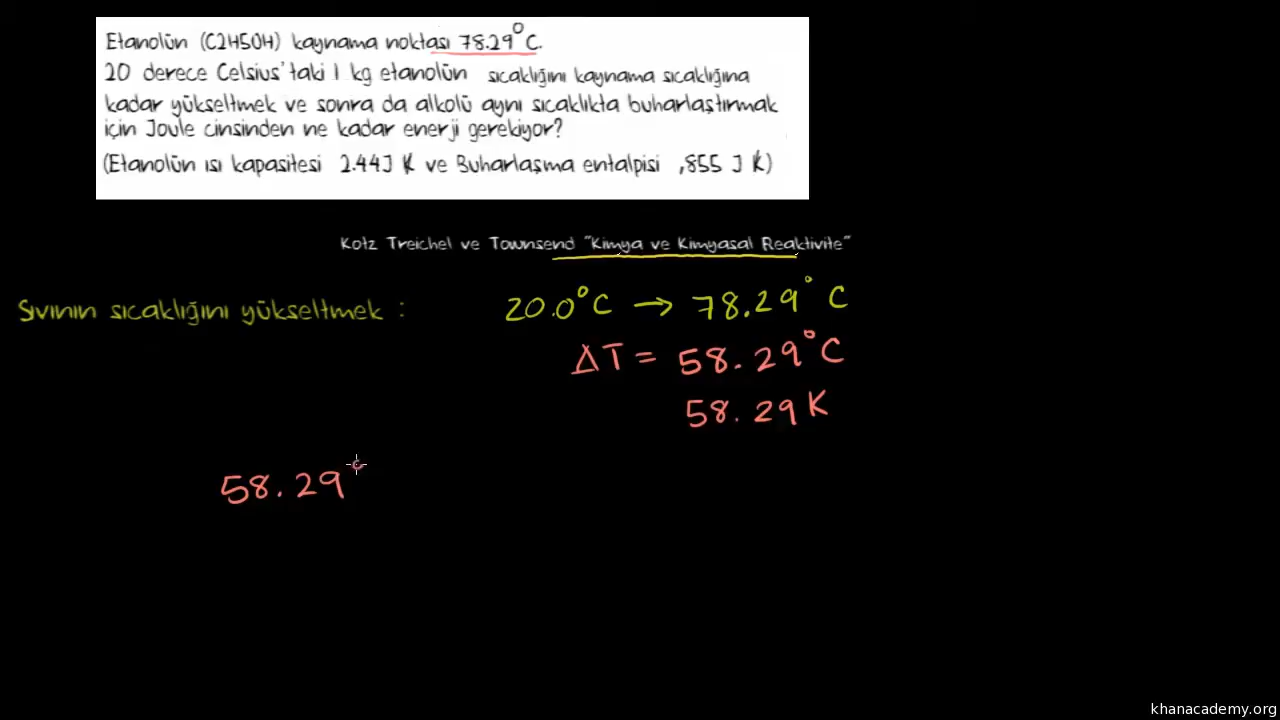 Etanolün (C2H5OH) kaynama noktası 78.29°C.
20 derece Celsius'taki 1 kg etanolün sıcaklığını kaynama sıcaklığına
kadar yükseltmek ve sonra da alkolü aynı sıcaklıkta buharlaştırmak
için Joule cinsinden ne kadar enerji gerekiyor?
(Etanolün ısı kapasitesi 2.44J K ve Buharlaşma entalpisi ,855 J K)
Kotz Treichel ve Townsend "Kimya ve Kimyasal Reaktivite"
Sıvının sıcaklığını yükseltmek : 20.0°C → 78.29°C
ΔT = 58.29°C
58.29K
58.29°
khanacademy.org